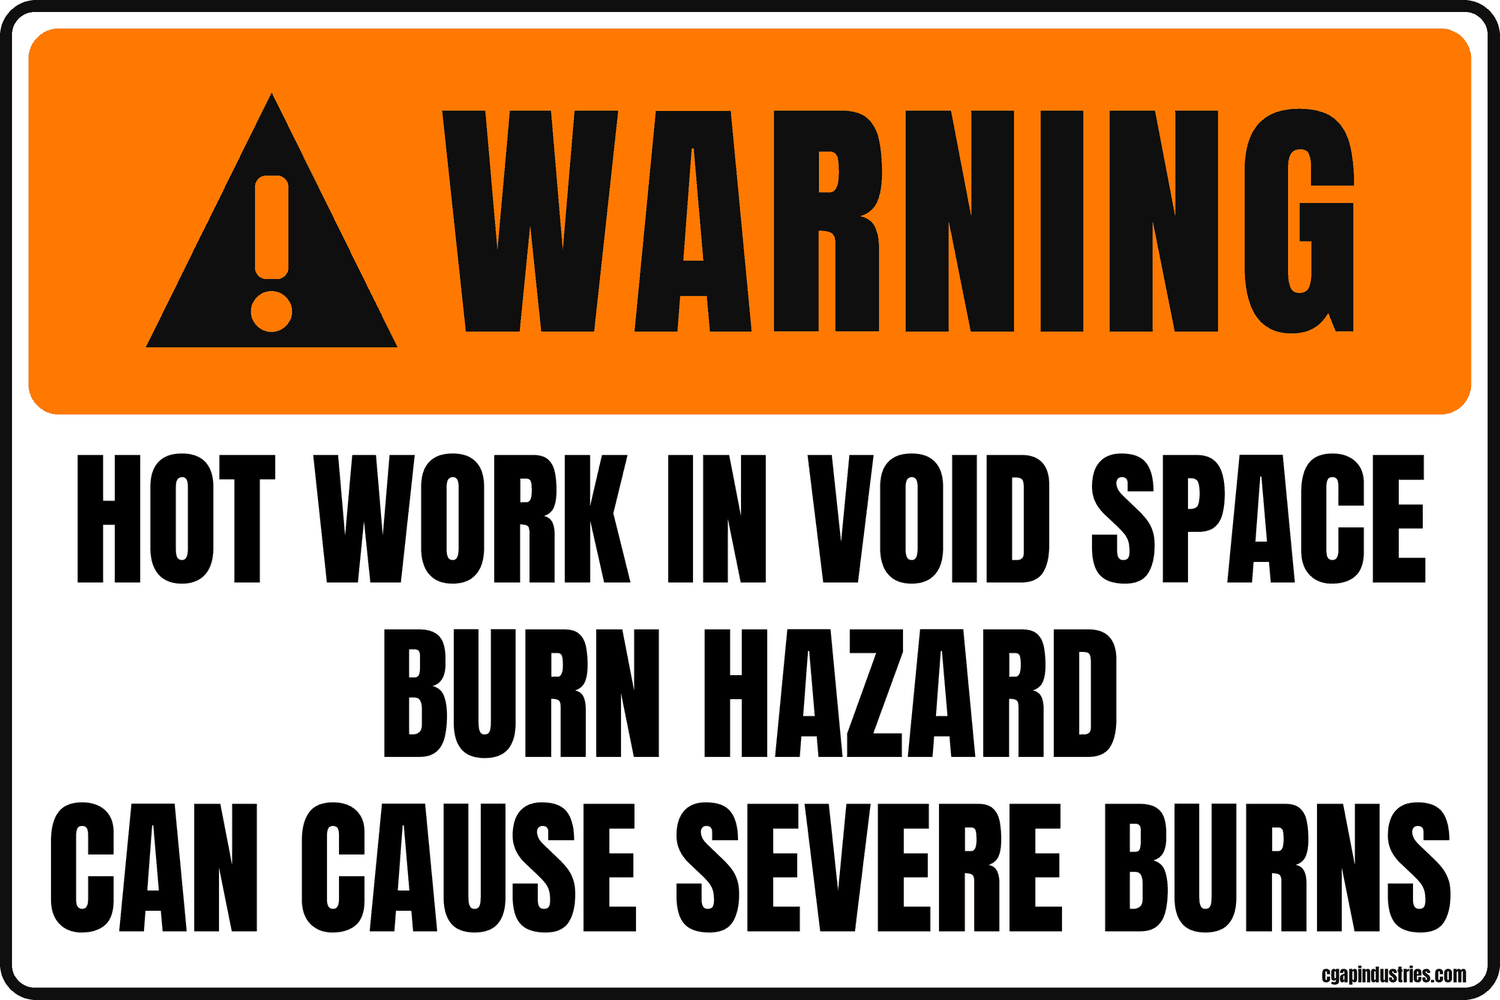 WARNING
HOT WORK IN VOID SPACE
BURN HAZARD
CAN CAUSE SEVERE BURNS
cgapindustries.com